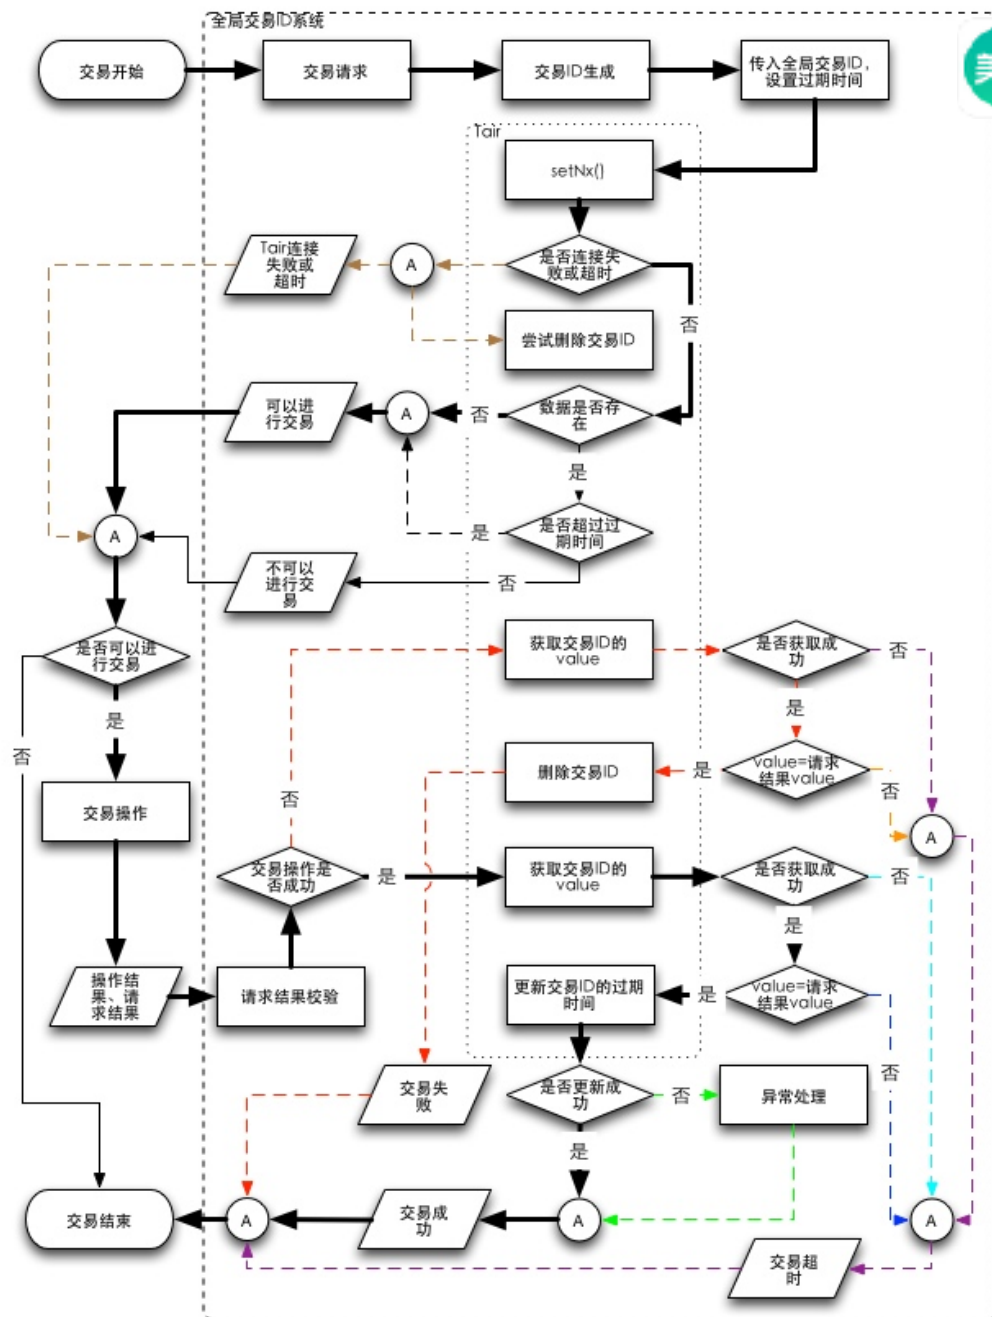 全局交易ID系统
交易开始
交易请求
交易ID生成
传入全局交易ID,
设置过期时间
美
Tair
setNx()
是否连接失
败或超时
A
Tair连接
失败或
超时
否
尝试删除交易ID
数据是否存
在
否
A
可以进
行交易
是
是否超过过
期时间
是
A
否
不可以
进行交
易
获取交易ID的
value
是否获取成
功
否
是否可以进
行交易
是
是
否
删除交易ID
是
value=请求
结果value
否
否
交易操作
A
交易操作是
否成功
是
获取交易ID的
value
是否获取成
功
否
是
操作结
果、请
求结果
请求结果校验
更新交易ID的过期
时间
是
value=请求
结果value
否
交易失
败
是否更新成
功
否
异常处理
是
交易结束
A
交易成
功
A
A
交易超
时